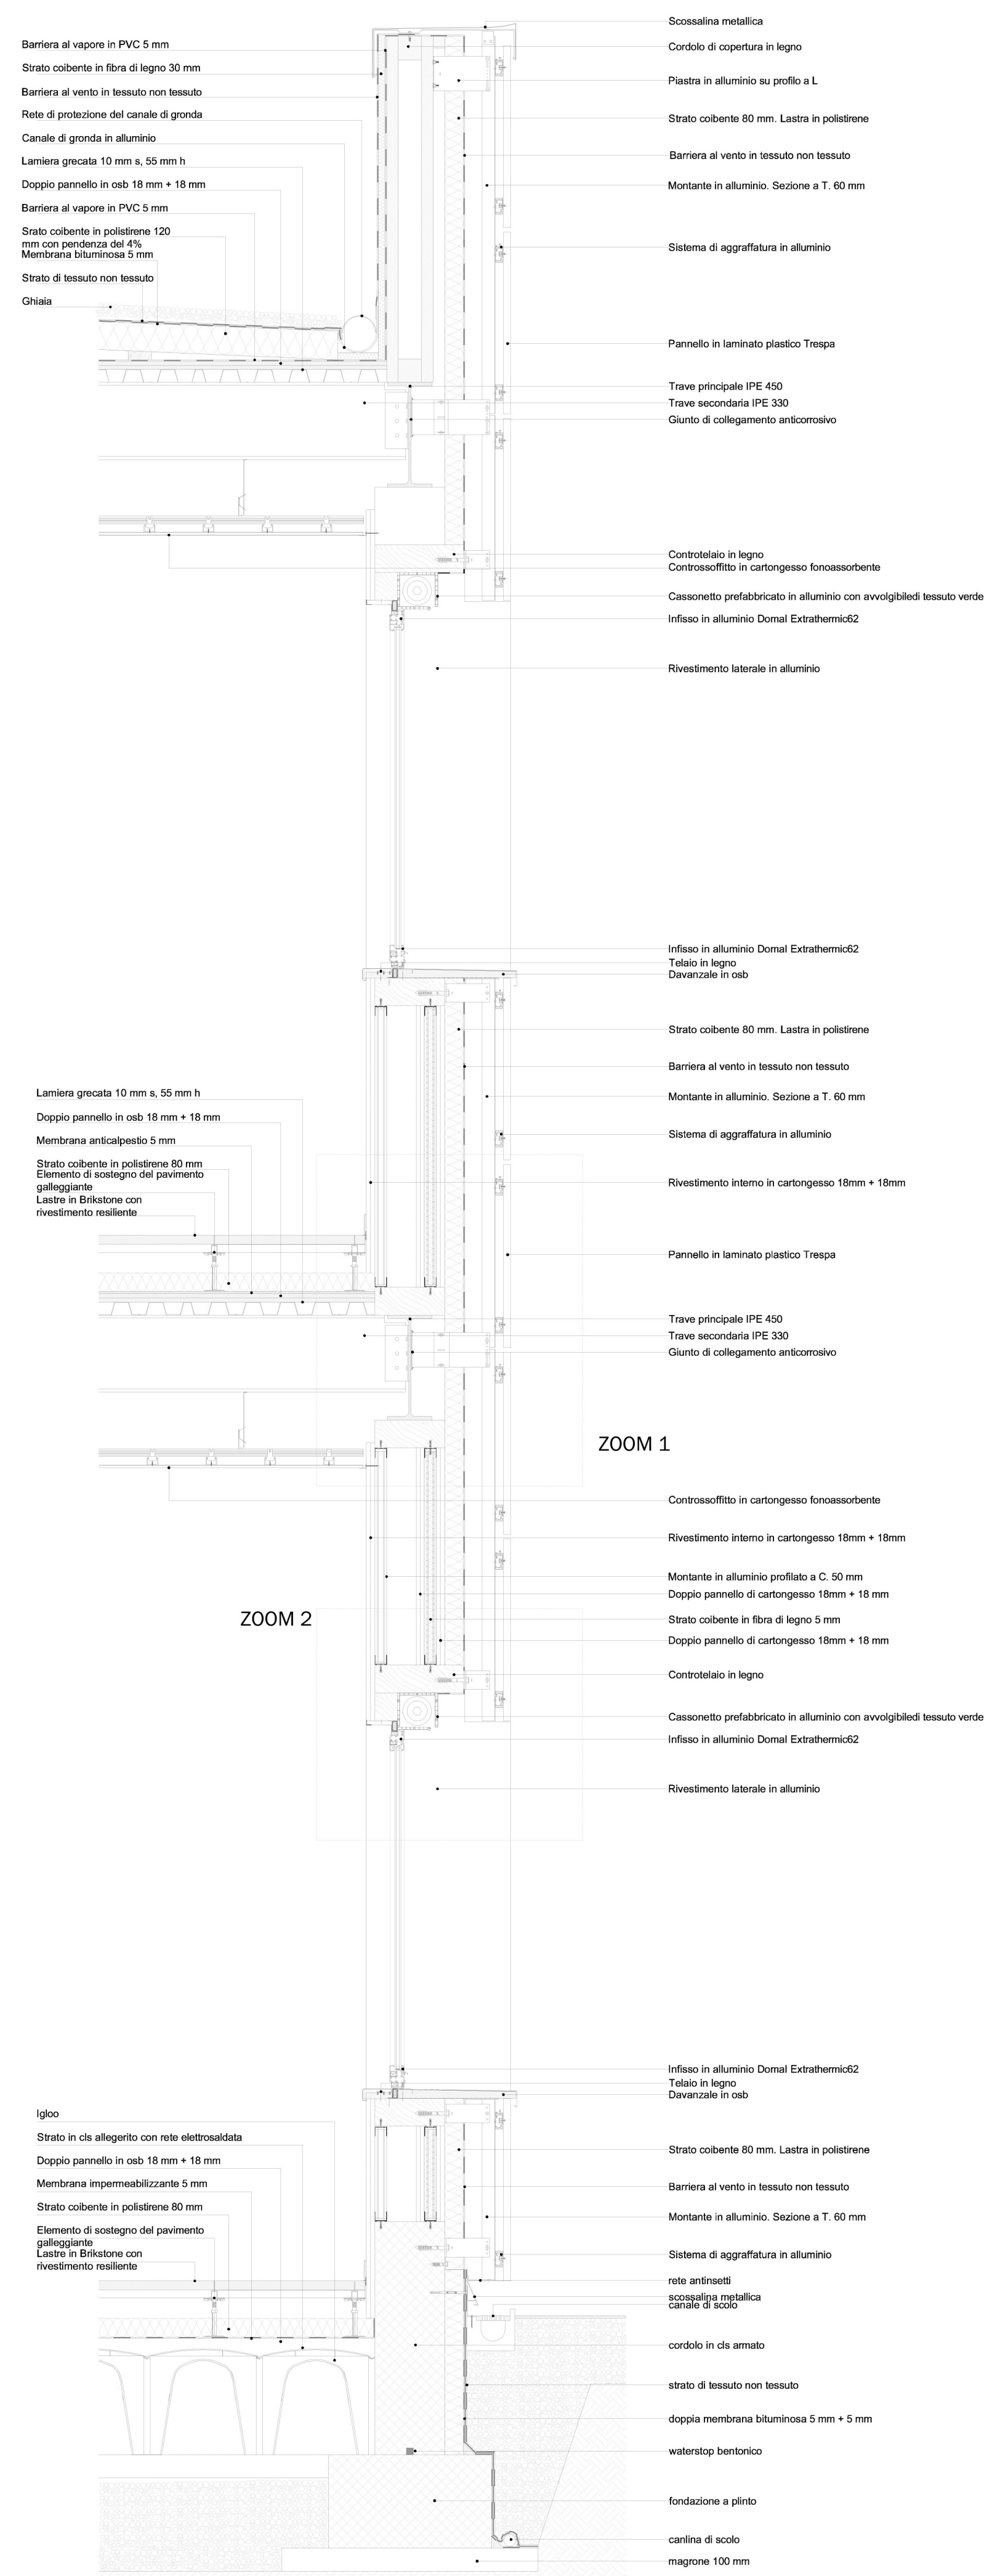 Scossalina metallica
Barriera al vapore in PVC 5 mm
Cordolo di copertura in legno
Strato coibente in fibra di legno 30 mm
Piastra in alluminio su profilo a L
Barriera al vento in tessuto non tessuto
Rete di protezione del canale di gronda
Strato coibente 80 mm. Lastra in polistirene
Canale di gronda in alluminio
Barriera al vento in tessuto non tessuto
Lamiera grecata 10 mm s, 55 mm h
Doppio pannello in osb 18 mm + 18 mm
Montante in alluminio. Sezione a T. 60 mm
Barriera al vapore in PVC 5 mm
Srato coibente in polistirene 120
mm con pendenza del 4%
Sistema di aggraffatura in alluminio
Membrana bituminosa 5 mm
Strato di tessuto non tessuto
Ghiaia
Pannello in laminato plastico Trespa
Trave principale IPE 450
Trave secondaria IPE 330
Giunto di collegamento anticorrosivo
Controtelaio in legno
Controssoffitto in cartongesso fonoassorbente
Cassonetto prefabbricato in alluminio con avvolgibiledi tessuto verde
Infisso in alluminio Domal Extrathermic62
Rivestimento laterale in alluminio
Infisso in alluminio Domal Extrathermic62
Telaio in legno
Davanzale in osb
Strato coibente 80 mm. Lastra in polistirene
Barriera al vento in tessuto non tessuto
Lamiera grecata 10 mm s, 55 mm h
Montante in alluminio. Sezione a T. 60 mm
Doppio pannello in osb 18 mm + 18 mm
Sistema di aggraffatura in alluminio
Membrana anticalpestio 5 mm
Strato coibente in polistirene 80 mm
Elemento di sostegno del pavimento
galleggiante
Rivestimento interno in cartongesso 18mm + 18mm
Lastre in Brikstone con
rivestimento resiliente
Pannello in laminato plastico Trespa
Trave principale IPE 450
Trave secondaria IPE 330
Giunto di collegamento anticorrosivo
ZOOM 1
Controssoffitto in cartongesso fonoassorbente
Rivestimento interno in cartongesso 18mm + 18mm
Montante in alluminio profilato a C. 50 mm
Doppio pannello di cartongesso 18mm + 18 mm
ZOOM 2
Strato coibente in fibra di legno 5 mm
Doppio pannello di cartongesso 18mm + 18 mm
Controtelaio in legno
Cassonetto prefabbricato in alluminio con avvolgibiledi tessuto verde
Infisso in alluminio Domal Extrathermic62
Rivestimento laterale in alluminio
Infisso in alluminio Domal Extrathermic62
Telaio in legno
Davanzale in osb
Igloo
Strato in cls allegerito con rete elettrosaldata
Strato coibente 80 mm. Lastra in polistirene
Doppio pannello in osb 18 mm + 18 mm
Membrana impermeabilizzante 5 mm
Barriera al vento in tessuto non tessuto
Strato coibente in polistirene 80 mm
Montante in alluminio. Sezione a T. 60 mm
Elemento di sostegno del pavimento
galleggiante
Lastre in Brikstone con
rivestimento resiliente
Sistema di aggraffatura in alluminio
rete antinsetti
scossalina metallica
canale di scolo
cordolo in cls armato
strato di tessuto non tessuto
doppia membrana bituminosa 5 mm + 5 mm
waterstop bentonico
fondazione a plinto
canlina di scolo
magrone 100 mm